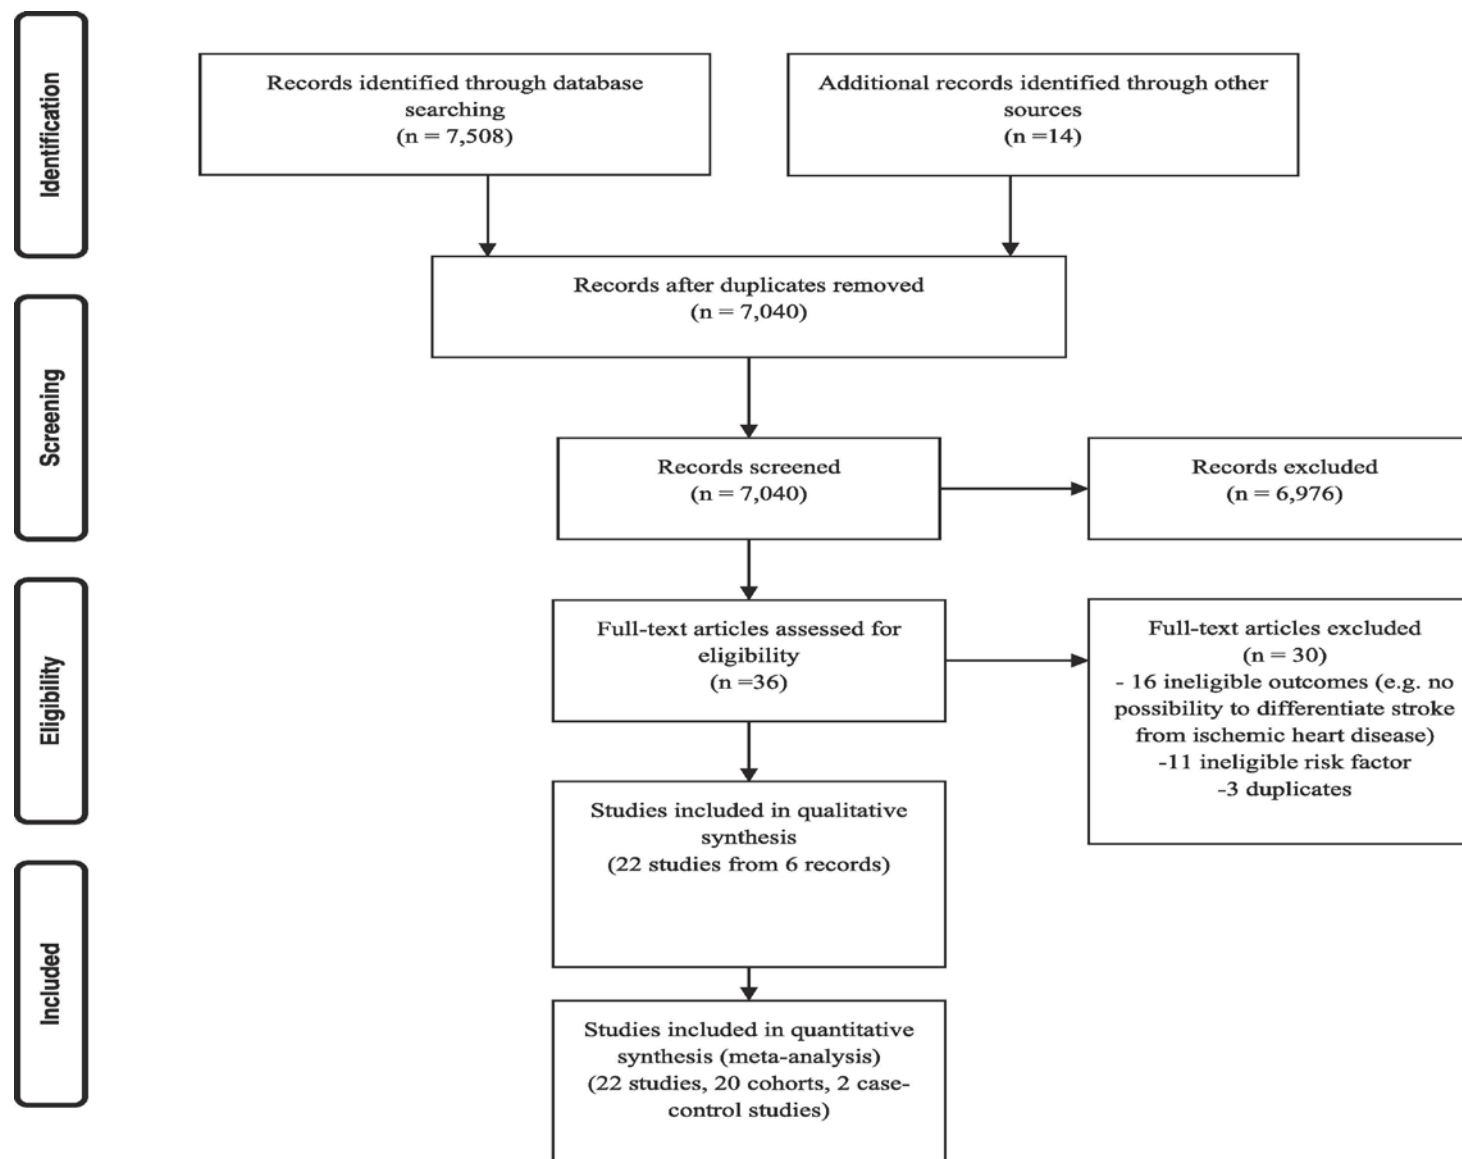 Identification
Records identified through database
searching
(n = 7,508)
Additional records identified through other
sources
(n =14)
Records after duplicates removed
(n = 7,040)
Screening
Records screened
(n = 7,040)
Records excluded
(n = 6,976)
Eligibility
Full-text articles assessed for
eligibility
(n =36)
Full-text articles excluded
(n = 30)
- 16 ineligible outcomes (e.g. no
possibility to differentiate stroke
from ischemic heart disease)
-11 ineligible risk factor
-3 duplicates
Studies included in qualitative
synthesis
(22 studies from 6 records)
Included
Studies included in quantitative
synthesis (meta-analysis)
(22 studies, 20 cohorts, 2 case-
control studies)